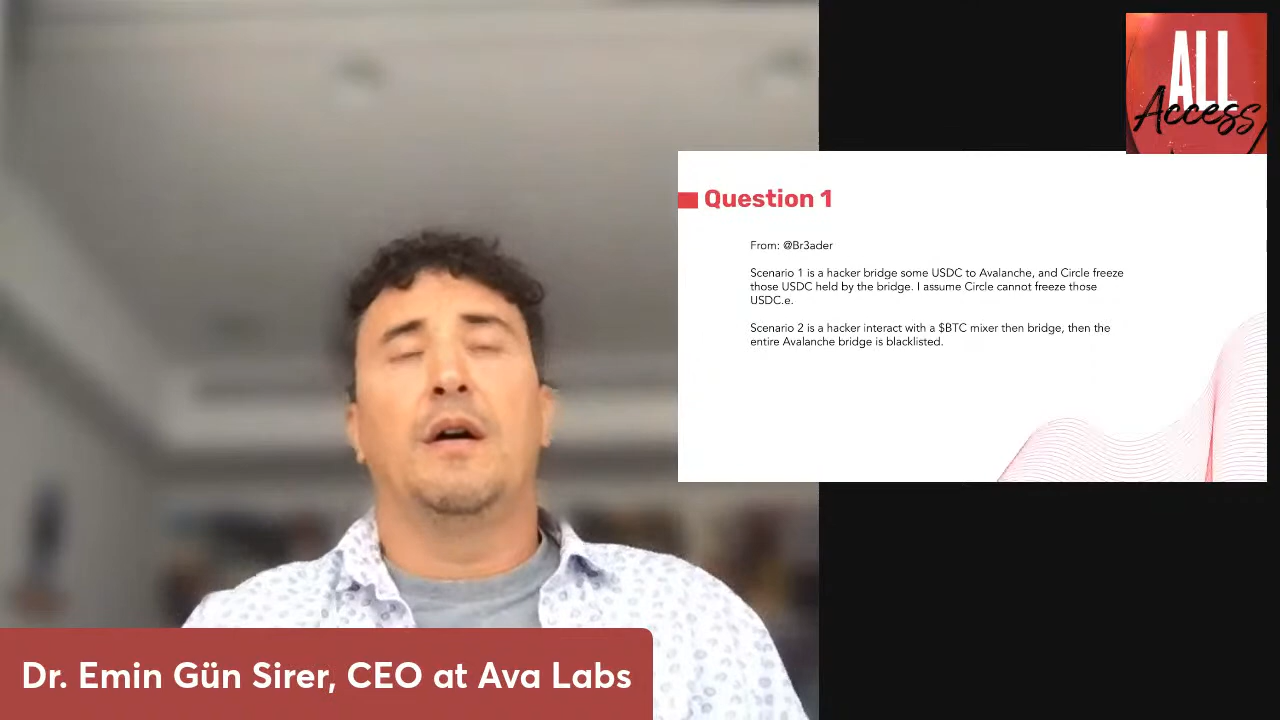 ALL
Access
Question 1
From: @Br3ader
Scenario 1 is a hacker bridge some USDC to Avalanche, and Circle freeze
those USDC held by the bridge. I assume Circle cannot freeze those
USDC.e.
Scenario 2 is a hacker interact with a $BTC mixer then bridge, then the
entire Avalanche bridge is blacklisted.
Dr. Emin Gün Sirer, CEO at Ava Labs